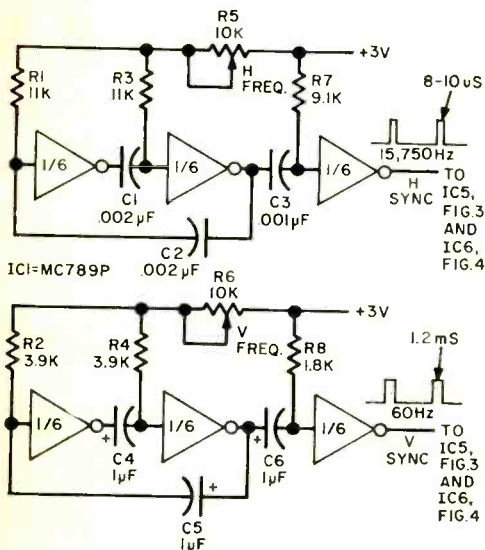 R5
10K
+3V
R1
11K
R3
11K
H
FREQ.
R7
9.1K
8-10uS
1/6
1/6
1/6
15,750Hz
C1
.002µF
C3
.001µF
H
SYNC
TO
IC5,
FIG.3
AND
IC6,
FIG.4
C2
.002µF
IC1=MC789P
R6
10K
+3V
R2
3.9K
R4
3.9K
V
FREQ.
R8
1.8K
1.2mS
1/6
1/6
1/6
60Hz
+
C4
1µF
+
C6
1µF
V
SYNC
TO
IC5,
FIG.3
AND
IC6,
FIG.4
+
C5
1µF